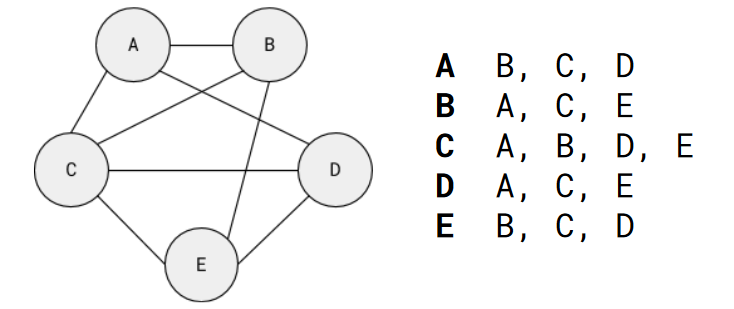 A
B
C
D
E
A B, C, D
B A, C, E
C A, B, D, E
D A, C, E
E B, C, D